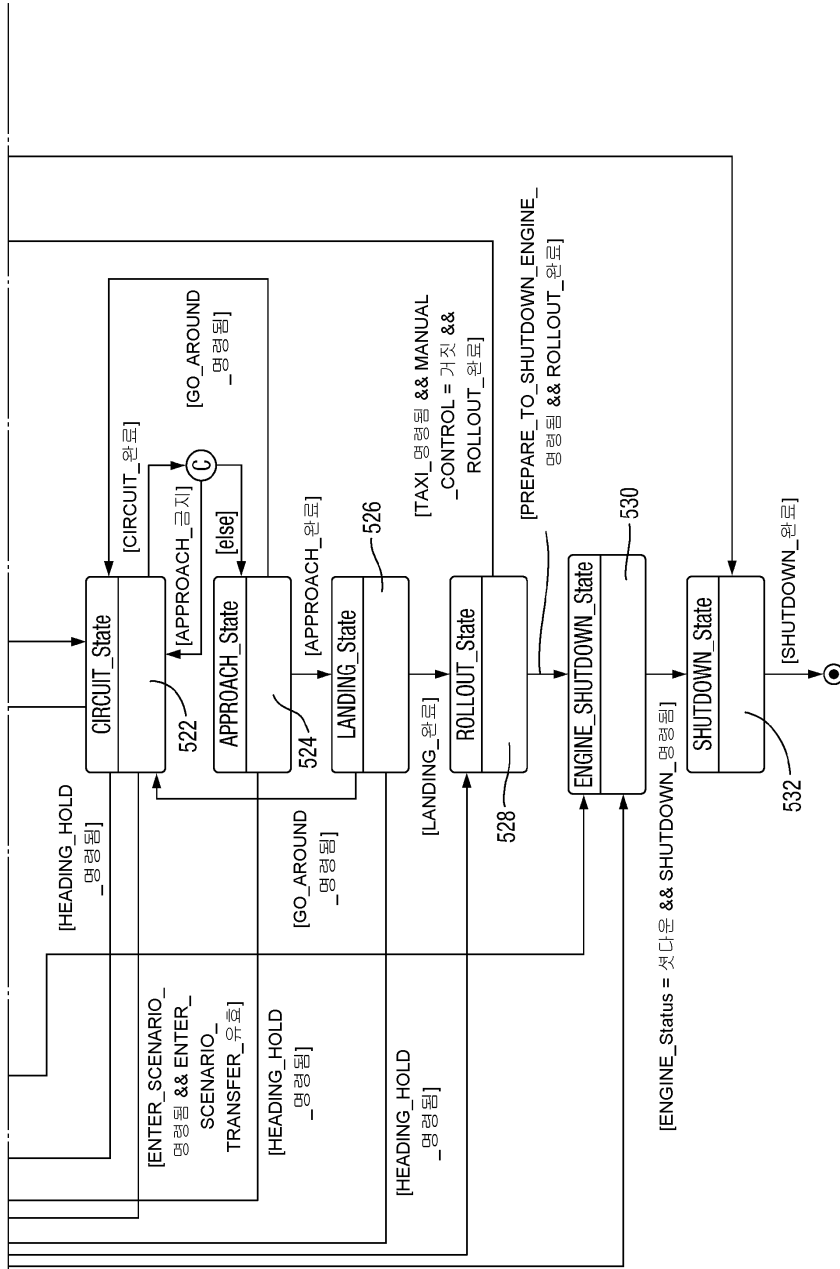 CIRCUIT_State
522
[CIRCUIT_완료]
C
[APPROACH_금지]
[else]
[GO_AROUND
_명령됨]
[HEADING_HOLD
_명령됨]
[ENTER_SCENARIO_
명령됨 && ENTER_
SCENARIO_
TRANSFER_유효]
APPROACH_State
524
[APPROACH_완료]
[HEADING_HOLD
_명령됨]
[GO_AROUND
_명령됨]
LANDING_State
526
[LANDING_완료]
[HEADING_HOLD
_명령됨]
ROLLOUT_State
528
[TAXI_명령됨 && MANUAL
_CONTROL = 거짓 &&
ROLLOUT_완료]
[PREPARE_TO_SHUTDOWN_ENGINE_
명령됨 && ROLLOUT_완료]
ENGINE_SHUTDOWN_State
530
[ENGINE_Status = 셧다운 && SHUTDOWN_명령됨]
SHUTDOWN_State
532
[SHUTDOWN_완료]